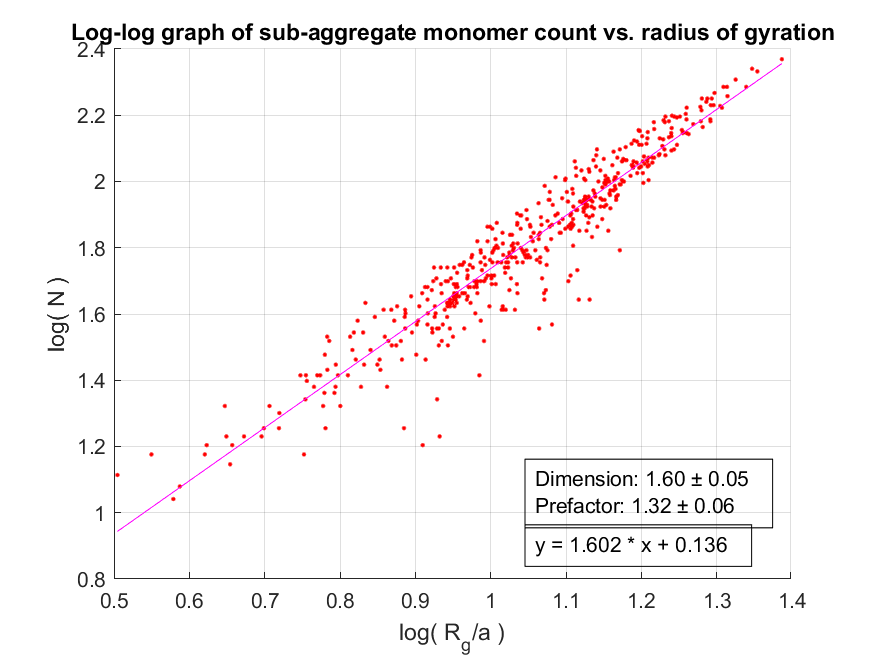 Log-log graph of sub-aggregate monomer count vs. radius of gyration
2.4
2.2
2
1.8
1.6
1.4
1.2
1
0.8
log( N )
Dimension: 1.60 ± 0.05
Prefactor: 1.32 ± 0.06
y = 1.602 * x + 0.136
0.5 0.6 0.7 0.8 0.9 1 1.1 1.2 1.3 1.4
log( R_g/a )